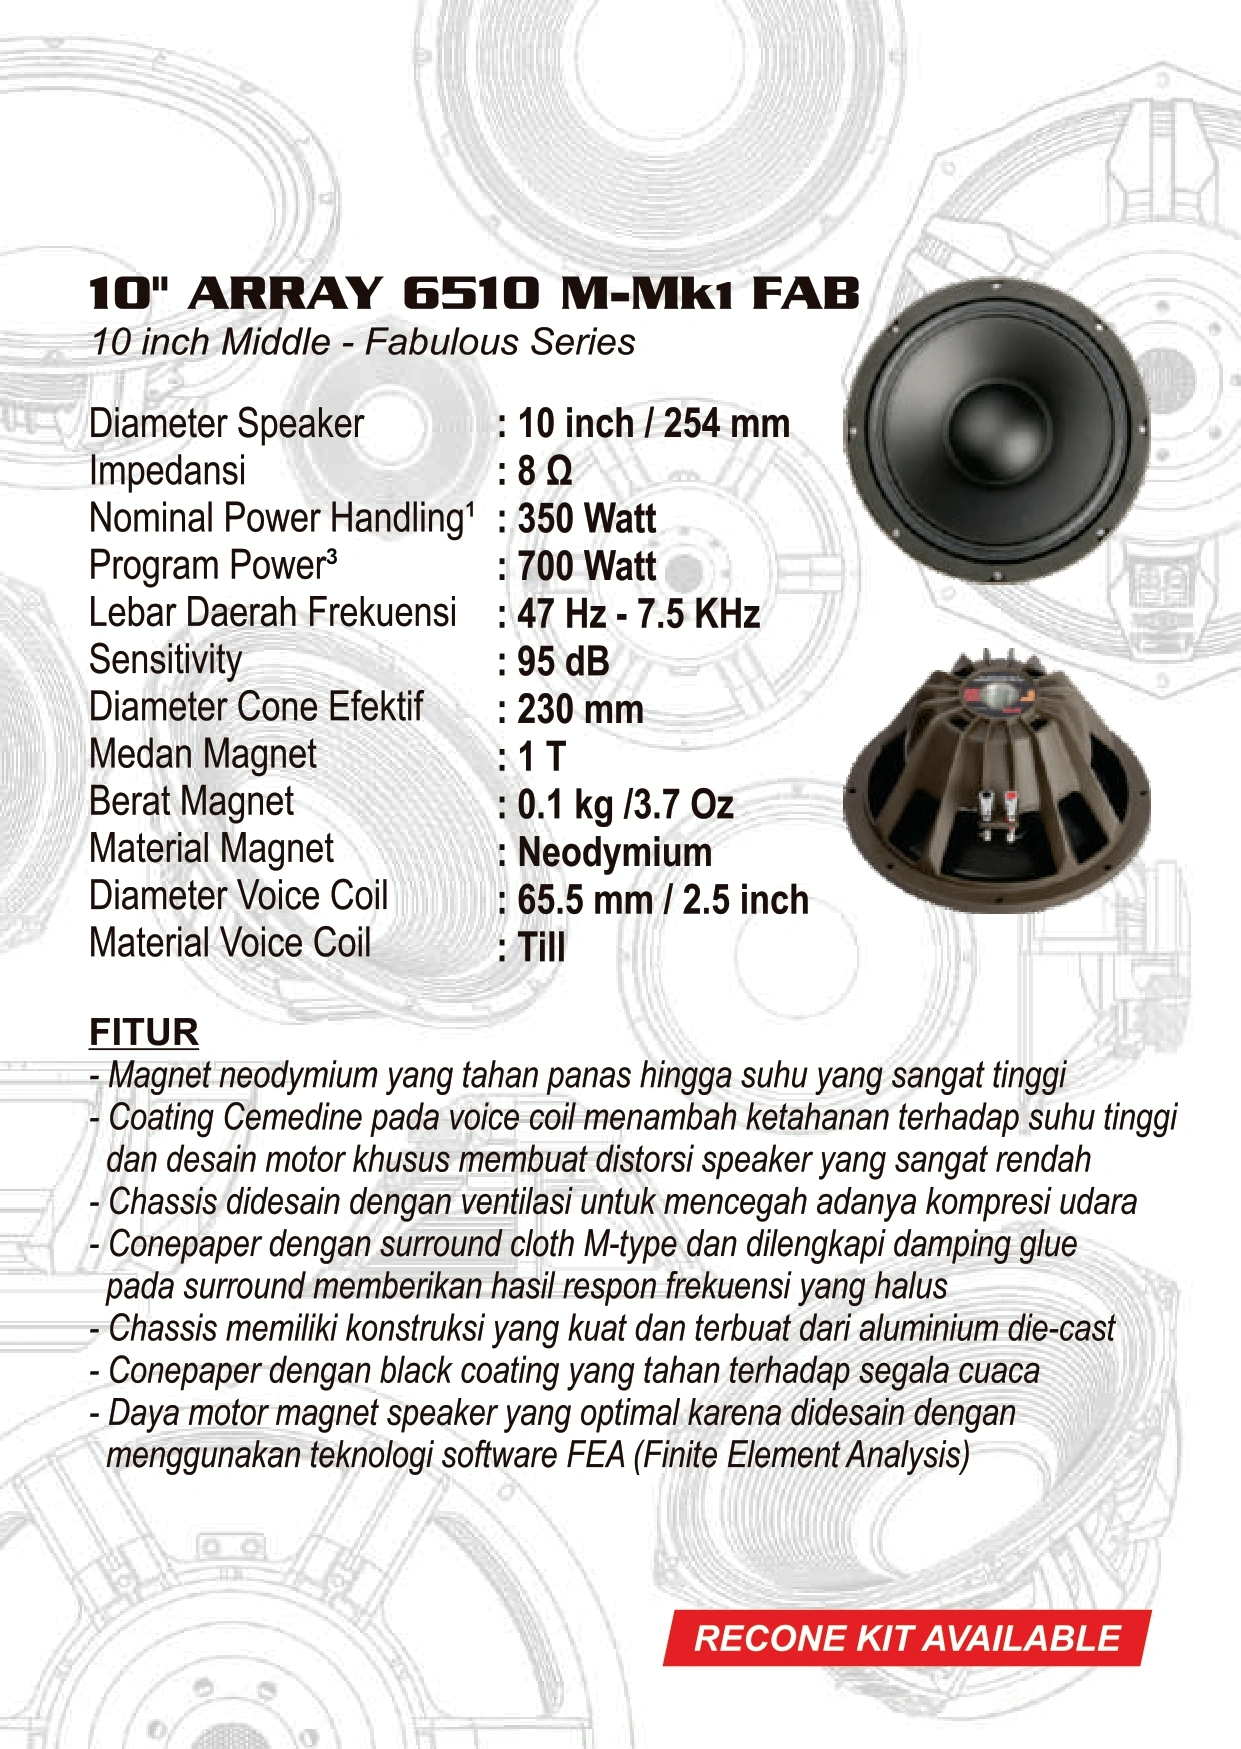 10" ARRAY 6510 M-Mk1 FAB
10 inch Middle - Fabulous Series
Diameter Speaker : 10 inch / 254 mm
Impedansi : 8 Ω
Nominal Power Handling¹ : 350 Watt
Program Power³ : 700 Watt
Lebar Daerah Frekuensi : 47 Hz - 7.5 KHz
Sensitivity : 95 dB
Diameter Cone Efektif : 230 mm
Medan Magnet : 1 T
Berat Magnet : 0.1 kg /3.7 Oz
Material Magnet : Neodymium
Diameter Voice Coil : 65.5 mm / 2.5 inch
Material Voice Coil : Till
FITUR
- Magnet neodymium yang tahan panas hingga suhu yang sangat tinggi
- Coating Cemedine pada voice coil menambah ketahanan terhadap suhu tinggi
dan desain motor khusus membuat distorsi speaker yang sangat rendah
- Chassis didesain dengan ventilasi untuk mencegah adanya kompresi udara
- Conepaper dengan surround cloth M-type dan dilengkapi damping glue
pada surround memberikan hasil respon frekuensi yang halus
- Chassis memiliki konstruksi yang kuat dan terbuat dari aluminium die-cast
- Conepaper dengan black coating yang tahan terhadap segala cuaca
- Daya motor magnet speaker yang optimal karena didesain dengan
menggunakan teknologi software FEA (Finite Element Analysis)
RECONE KIT AVAILABLE